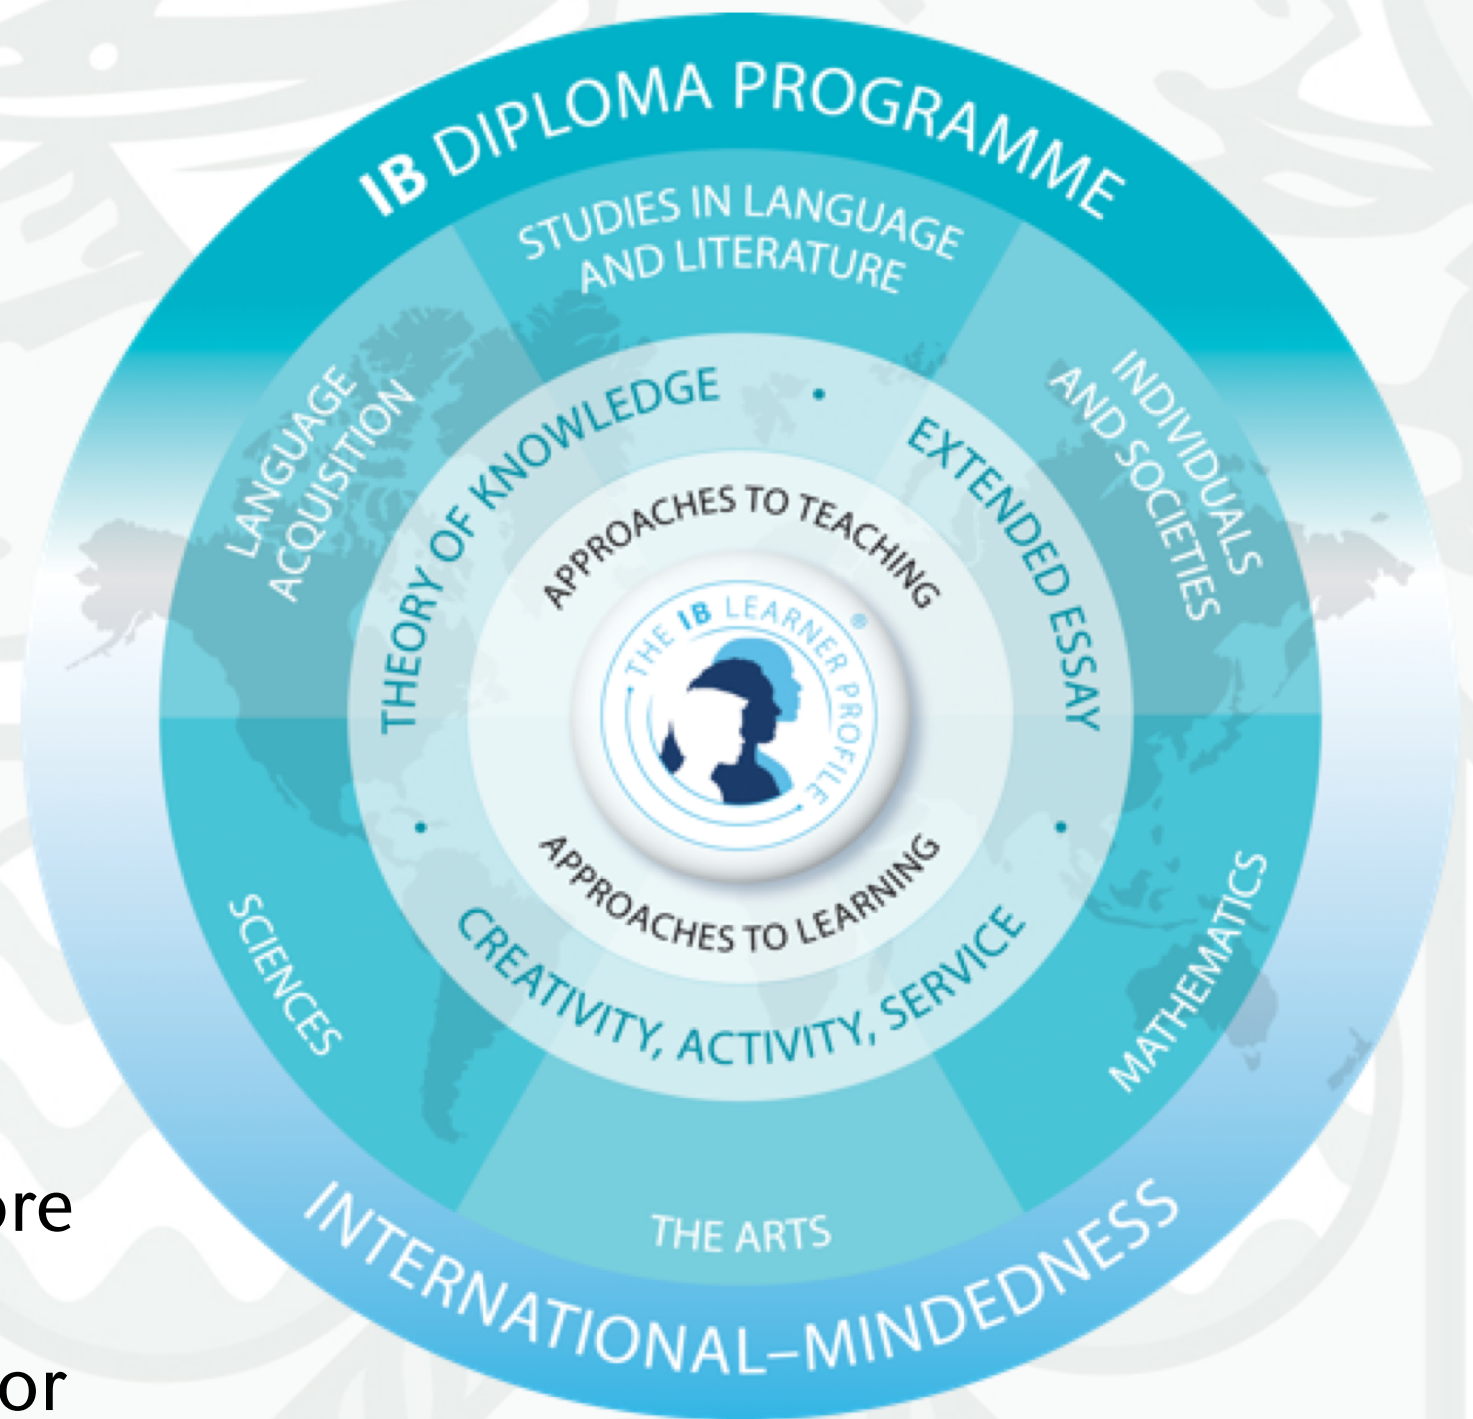 IB DIPLOMA PROGRAMME
STUDIES IN LANGUAGE
AND LITERATURE
LANGUAGE
ACQUISITION
INDIVIDUALS
AND SOCIETIES
THEORY OF KNOWLEDGE
•
EXTENDED ESSAY
•
CREATIVITY, ACTIVITY, SERVICE
•
APPROACHES TO TEACHING
THE IB LEARNER PROFILE
®
APPROACHES TO LEARNING
SCIENCES
MATHEMATICS
THE ARTS
INTERNATIONAL–MINDEDNESS
ore
or